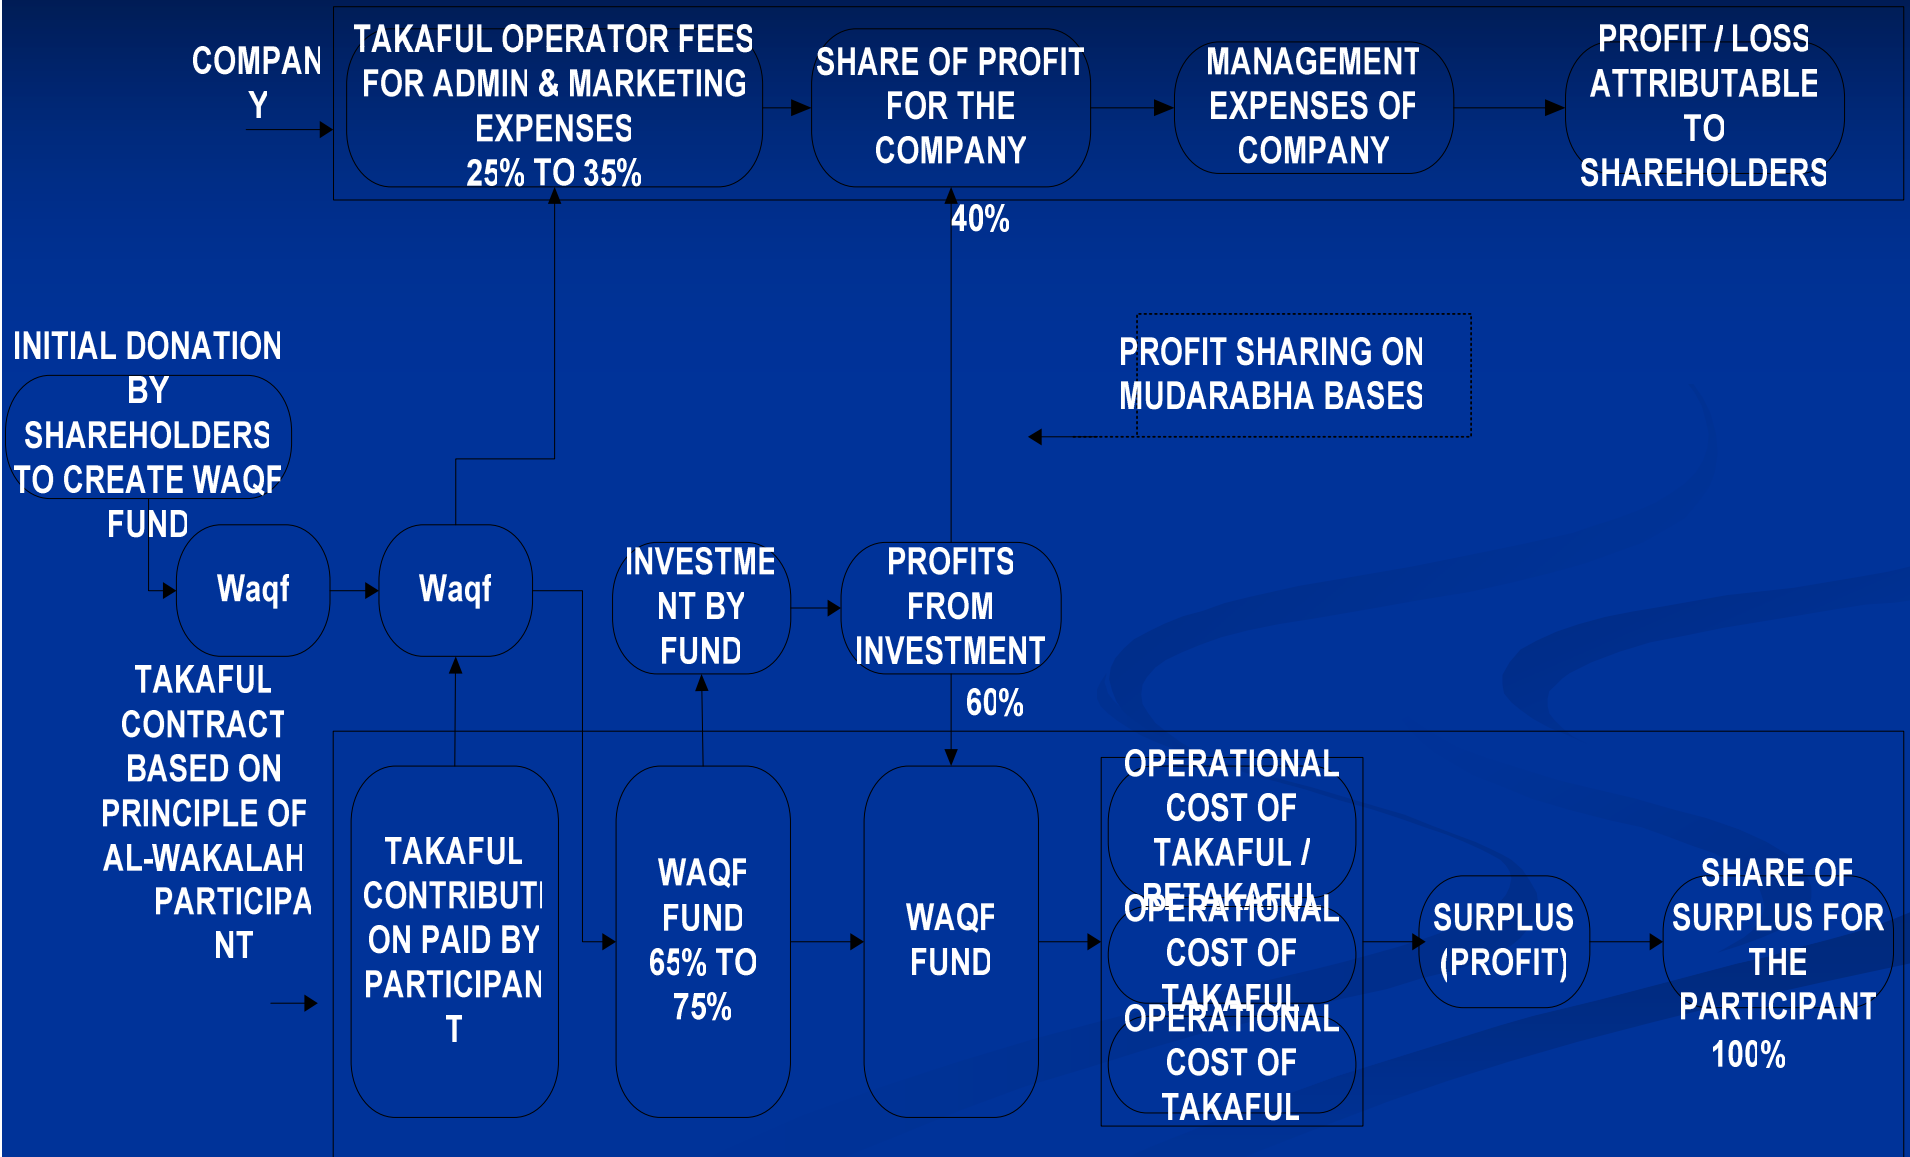 COMPAN
Y
TAKAFUL OPERATOR FEES
FOR ADMIN & MARKETING
EXPENSES
25% TO 35%
SHARE OF PROFIT
FOR THE
COMPANY
MANAGEMENT
EXPENSES OF
COMPANY
PROFIT / LOSS
ATTRIBUTABLE
TO
SHAREHOLDERS
40%
PROFIT SHARING ON
MUDARABHA BASES
INITIAL DONATION
BY
SHAREHOLDERS
TO CREATE WAQF
FUND
Waqf
Waqf
INVESTME
NT BY
FUND
PROFITS
FROM
INVESTMENT
60%
TAKAFUL
CONTRACT
BASED ON
PRINCIPLE OF
AL-WAKALAH
PARTICIPA
NT
TAKAFUL
CONTRIBUTI
ON PAID BY
PARTICIPAN
T
WAQF
FUND
65% TO
75%
WAQF
FUND
OPERATIONAL
COST OF
TAKAFUL /
RETAKAFUL
OPERATIONAL
COST OF
TAKAFUL
OPERATIONAL
COST OF
TAKAFUL
SURPLUS
(PROFIT)
SHARE OF
SURPLUS FOR
THE
PARTICIPANT
100%